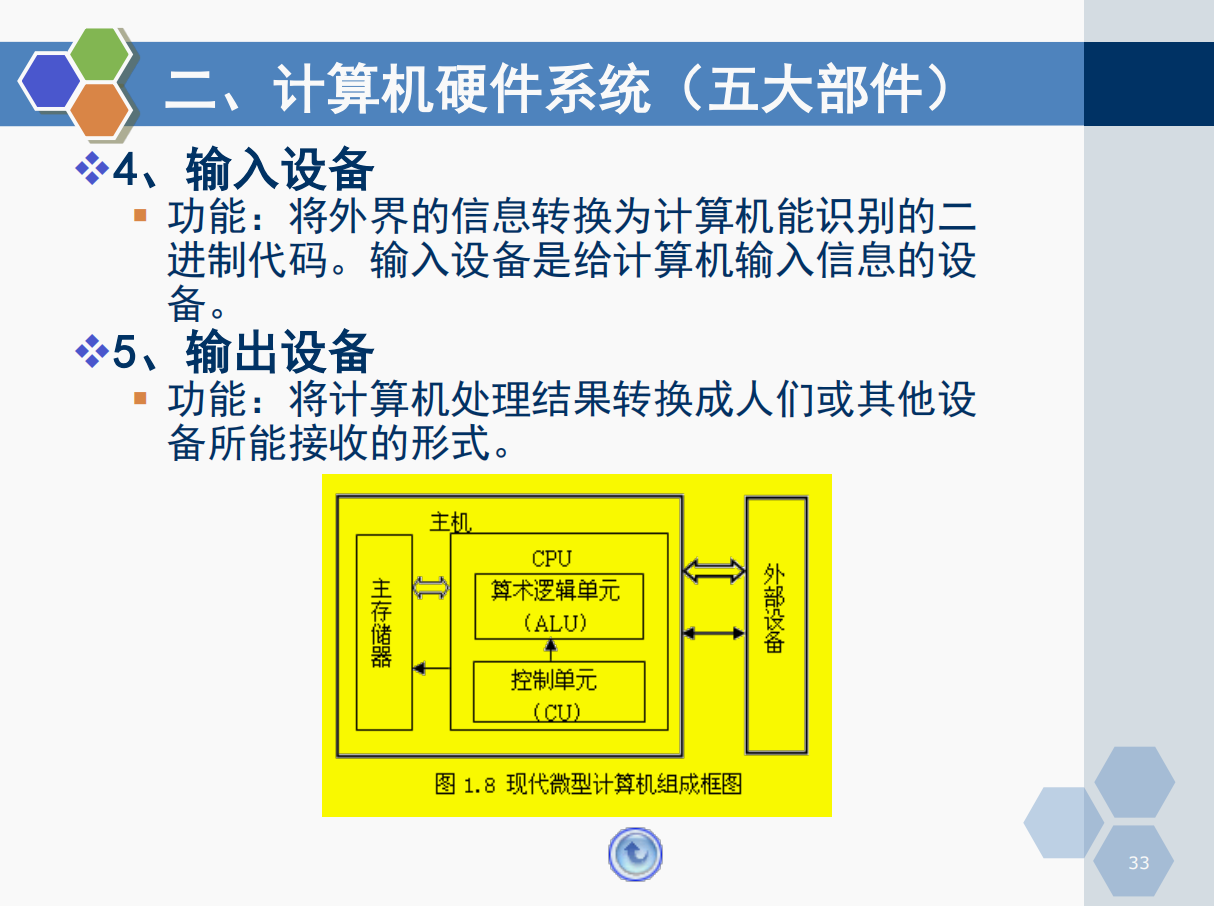 二、计算机硬件系统（五大部件）
4、输入设备
功能：将外界的信息转换为计算机能识别的二
进制代码。输入设备是给计算机输入信息的设
备。
5、输出设备
功能：将计算机处理结果转换成人们或其他设
备所能接收的形式。
主机
CPU
主存储器
算术逻辑单元
（ALU）
控制单元
（CU）
外部设备
图 1.8 现代微型计算机组成框图
33